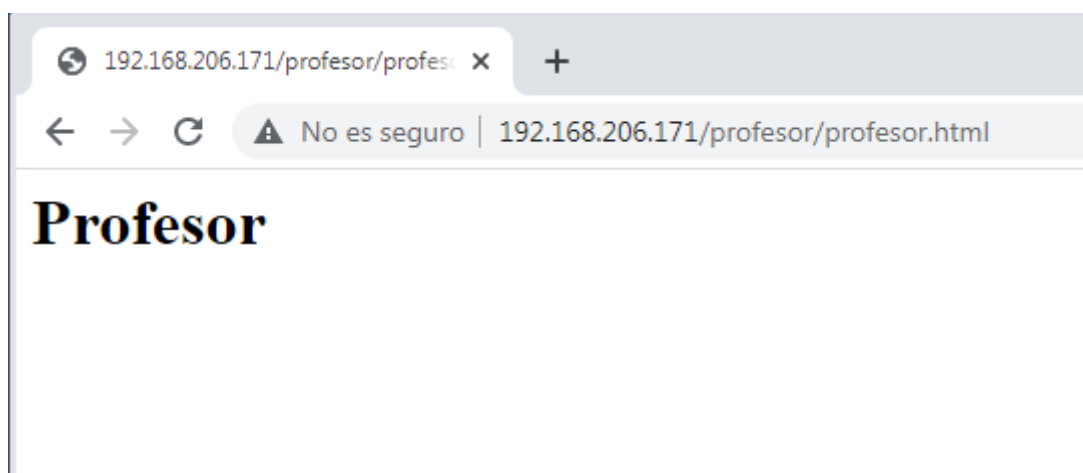 192.168.206.171/profesor/profes
No es seguro | 192.168.206.171/profesor/profesor.html
Profesor